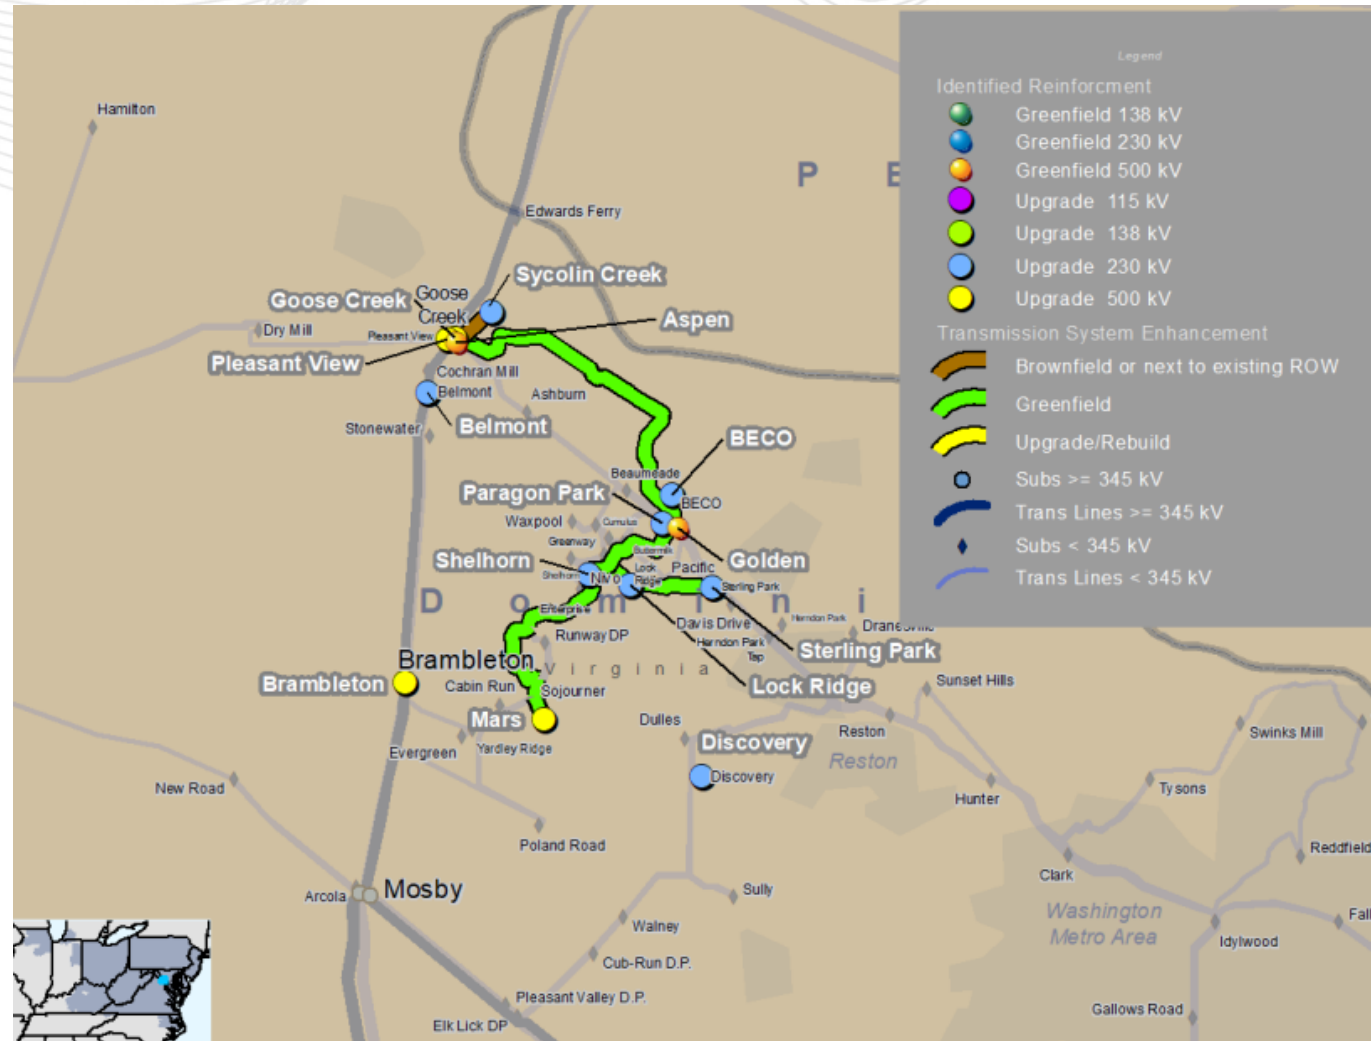 Legend
Identified Reinforcment
Greenfield 138 kV
Greenfield 230 kV
Greenfield 500 kV
Upgrade 115 kV
Upgrade 138 kV
Upgrade 230 kV
Upgrade 500 kV
Transmission System Enhancement
Brownfield or next to existing ROW
Greenfield
Upgrade/Rebuild
Subs >= 345 kV
Trans Lines >= 345 kV
Subs < 345 kV
Trans Lines < 345 kV
Hamilton
P E
Edwards Ferry
Sycolin Creek
Goose Creek
Goose
Creek
Aspen
Dry Mill
Pleasant View
Pleasant View
Cochran Mill
Belmont
Ashburn
Belmont
Stonewater
BECO
Beaumeade
Paragon Park
BECO
Waxpool
Cumulus
Greenway
Buttermilk
Shelhorn
Golden
Lock
Ridge
Pacific
Shelhorn
Nivo
Sterling Park
D o m i n i
Enterprise
Davis Drive
Herndon Park
Dranesville
Runway DP
Herndon Park
Tap
Sterling Park
Brambleton
Virginia
Brambleton
Cabin Run
Sojourner
Lock Ridge
Sunset Hills
Mars
Dulles
Reston
Swinks Mill
Evergreen
Yardley Ridge
Discovery
Reston
Discovery
New Road
Hunter
Tysons
Poland Road
Reddfield
Clark
Arcola
Mosby
Sully
Washington
Metro Area
Fal
Walney
Idylwood
Cub-Run D.P.
Pleasant Valley D.P.
Gallows Road
Elk Lick DP